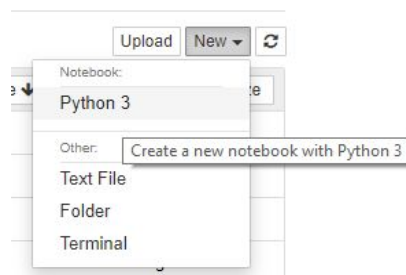 Upload New
Notebook:
Python 3
Other:
Create a new notebook with Python 3
Text File
Folder
Terminal